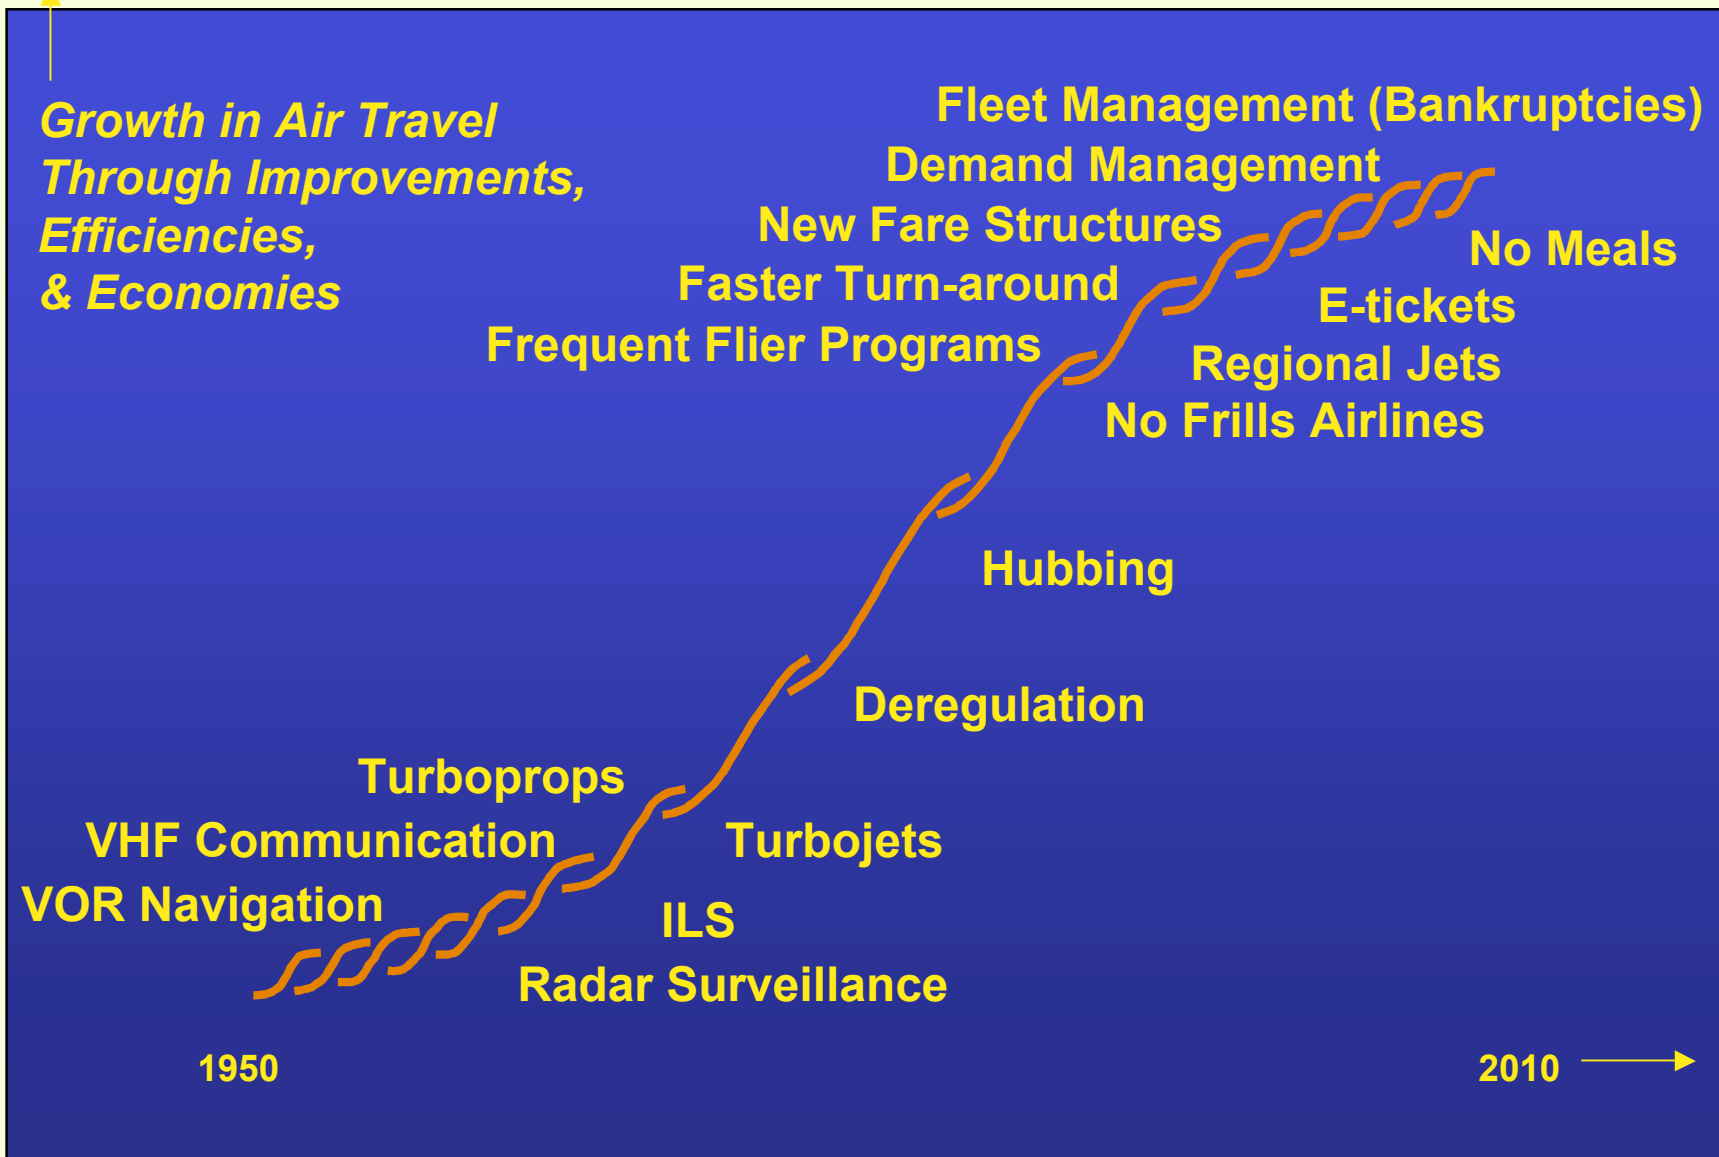 Growth in Air Travel
Through Improvements,
Efficiencies,
& Economies
Fleet Management (Bankruptcies)
Demand Management
New Fare Structures
Faster Turn-around
Frequent Flier Programs
No Meals
E-tickets
Regional Jets
No Frills Airlines
Hubbing
Deregulation
Turboprops
VHF Communication
VOR Navigation
Turbojets
ILS
Radar Surveillance
1950
2010